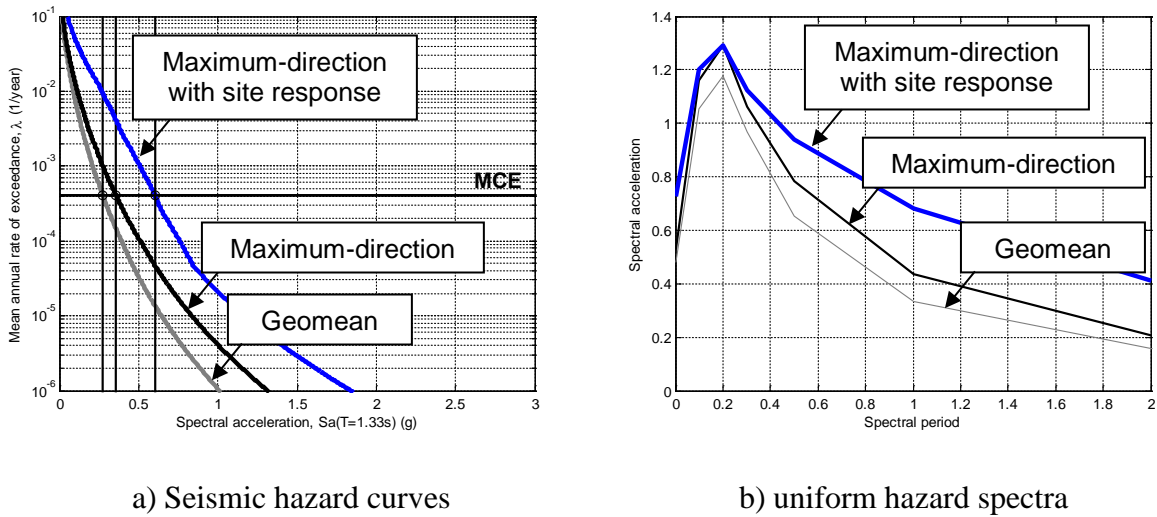 10^-1
10^-2
10^-3
10^-4
10^-5
10^-6
Mean annual rate of exceedance, λ (1/year)
Maximum-direction
with site response
MCE
Maximum-direction
Geomean
0 0.5 1 1.5 2 2.5 3
Spectral acceleration, Sa(T=1.33s) (g)
a) Seismic hazard curves
1.4
1.2
1
0.8
0.6
0.4
0.2
0
Spectral acceleration
Maximum-direction
with site response
Maximum-direction
Geomean
0 0.2 0.4 0.6 0.8 1.0 1.2 1.4 1.6 1.8 2
Spectral period
b) uniform hazard spectra